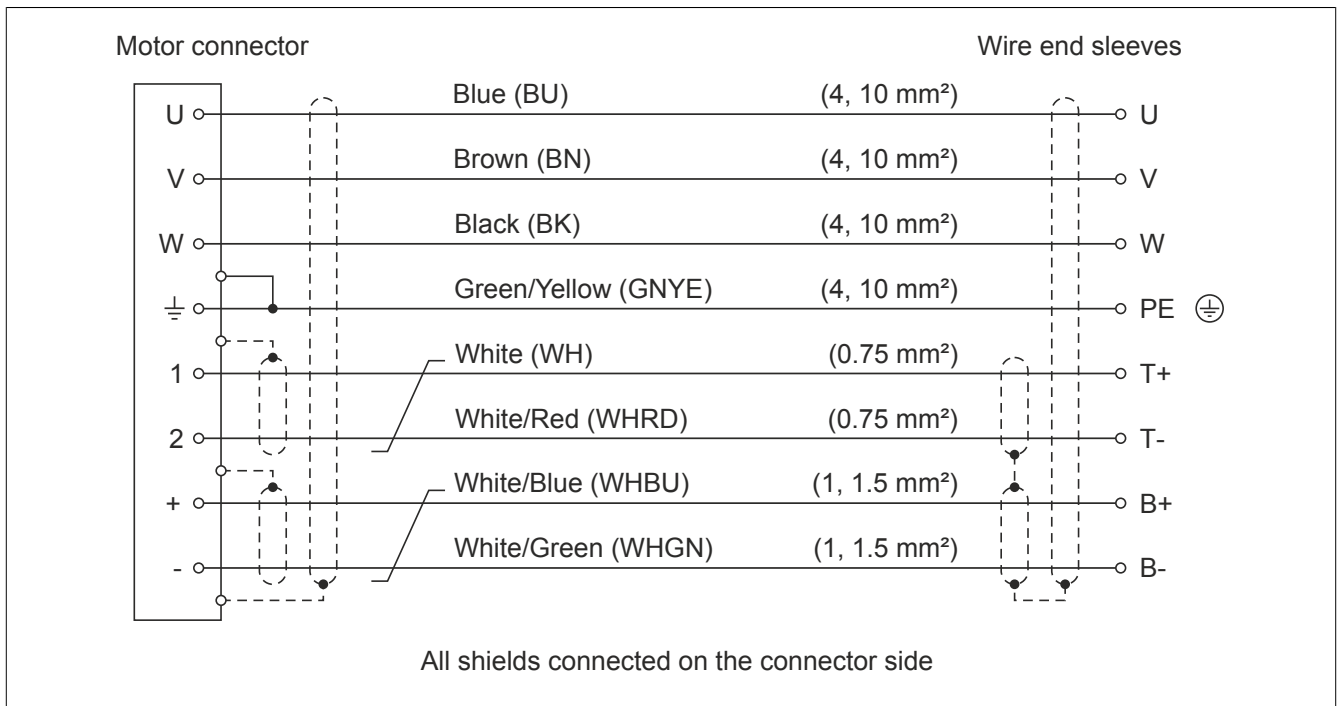 Motor connector Wire end sleeves
U Blue (BU) (4, 10 mm²) U
V Brown (BN) (4, 10 mm²) V
W Black (BK) (4, 10 mm²) W
Green/Yellow (GNYE) (4, 10 mm²) PE
1 White (WH) (0.75 mm²) T+
2 White/Red (WHRD) (0.75 mm²) T-
+ White/Blue (WHBU) (1, 1.5 mm²) B+
- White/Green (WHGN) (1, 1.5 mm²) B-
All shields connected on the connector side